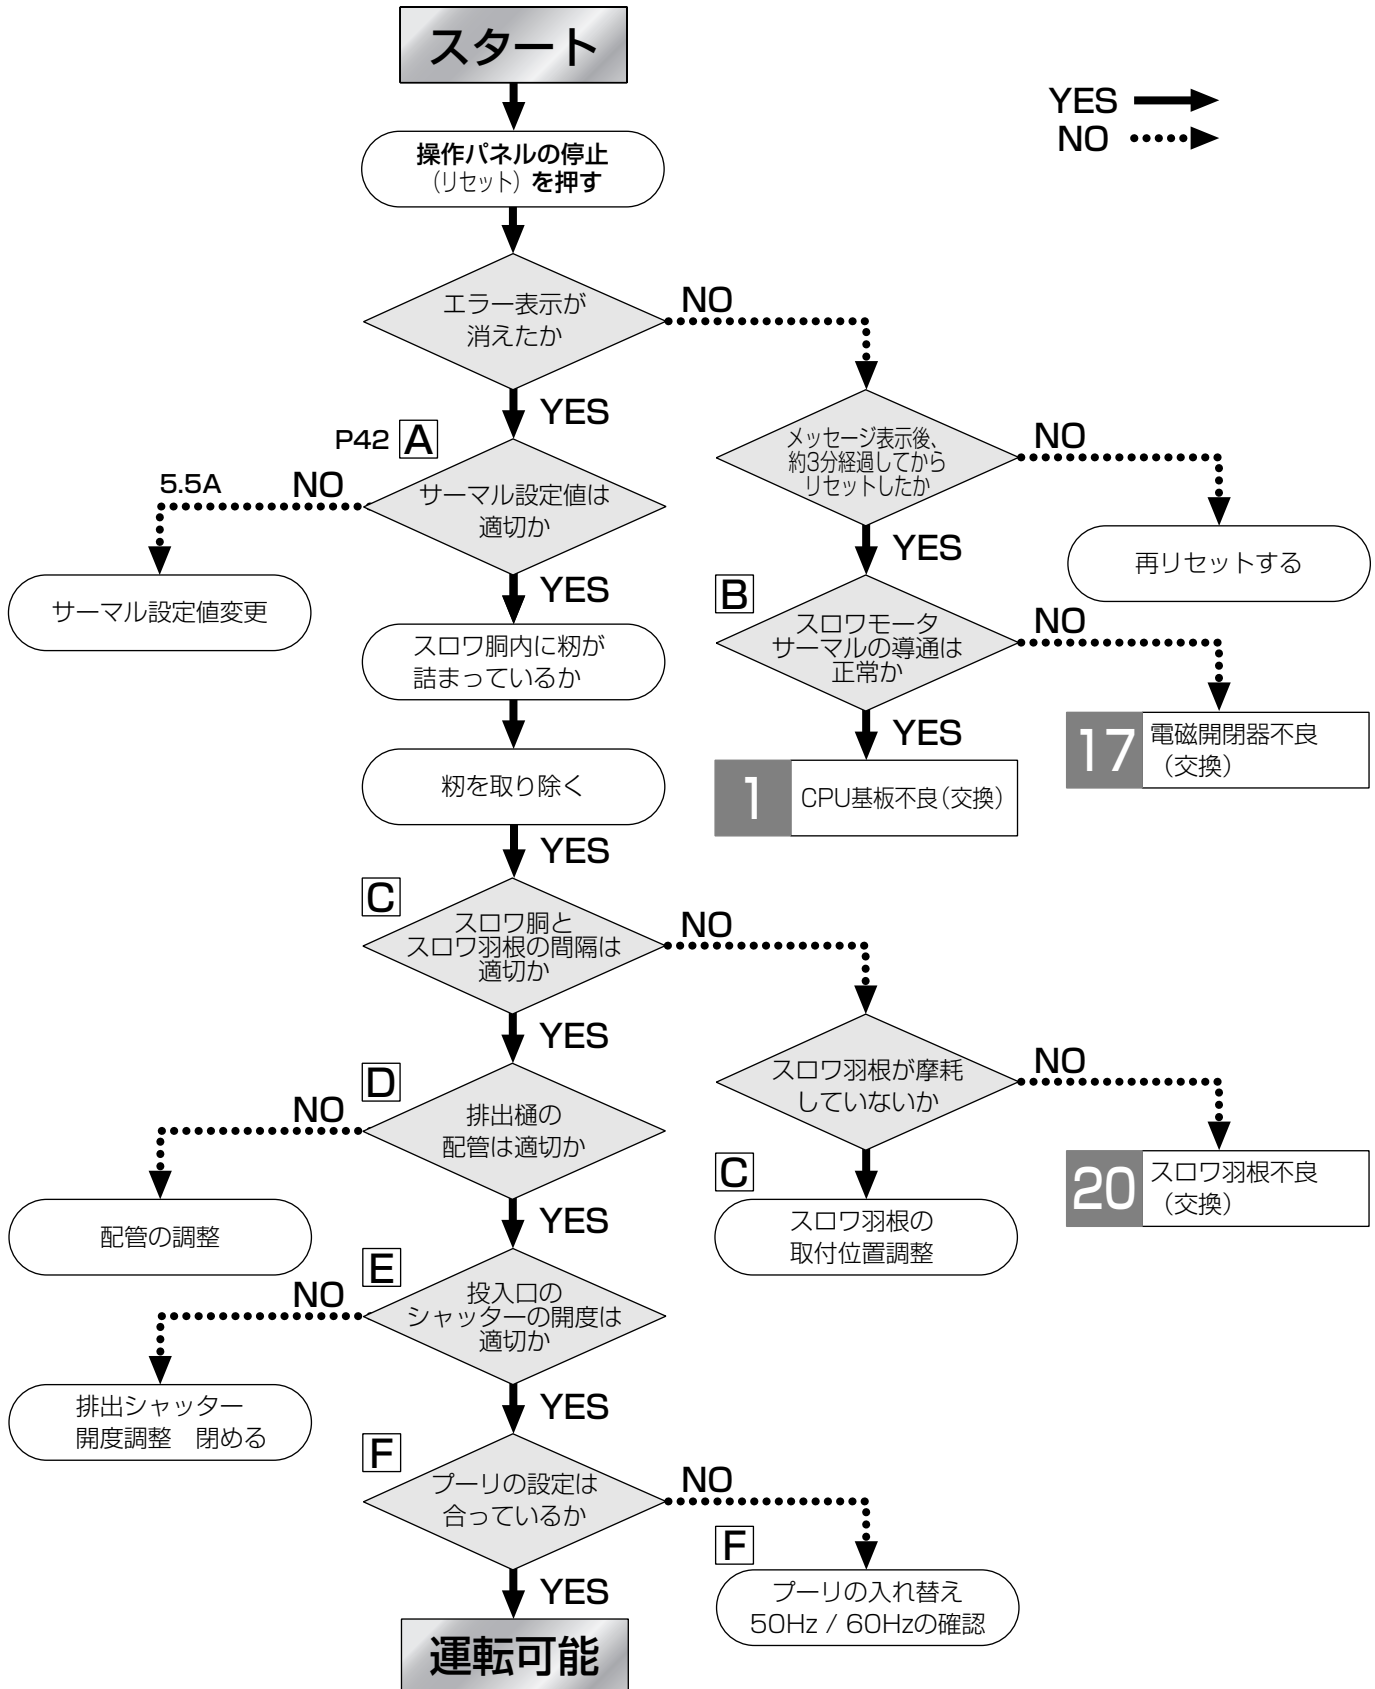 スタート
YES
NO
操作パネルの停止
（リセット）を押す
エラー表示が
消えたか
NO
YES
メッセージ表示後、
約3分経過してから
リセットしたか
NO
YES
再リセットする
P42 A
サーマル設定値は
適切か
5.5A NO
サーマル設定値変更
YES
B
スロワモータ
サーマルの導通は
正常か
NO
YES
17 電磁開閉器不良
（交換）
1 CPU基板不良（交換）
スロワ胴内に籾が
詰まっているか
籾を取り除く
YES
C
スロワ胴と
スロワ羽根の間隔は
適切か
NO
YES
スロワ羽根が摩耗
していないか
NO
20 スロワ羽根不良
（交換）
C
スロワ羽根の
取付位置調整
D
排出樋の
配管は適切か
NO
配管の調整
YES
E
投入口の
シャッターの開度は
適切か
NO
排出シャッター
開度調整　閉める
YES
F
プーリの設定は
合っているか
NO
F
プーリの入れ替え
50Hz / 60Hzの確認
YES
運転可能